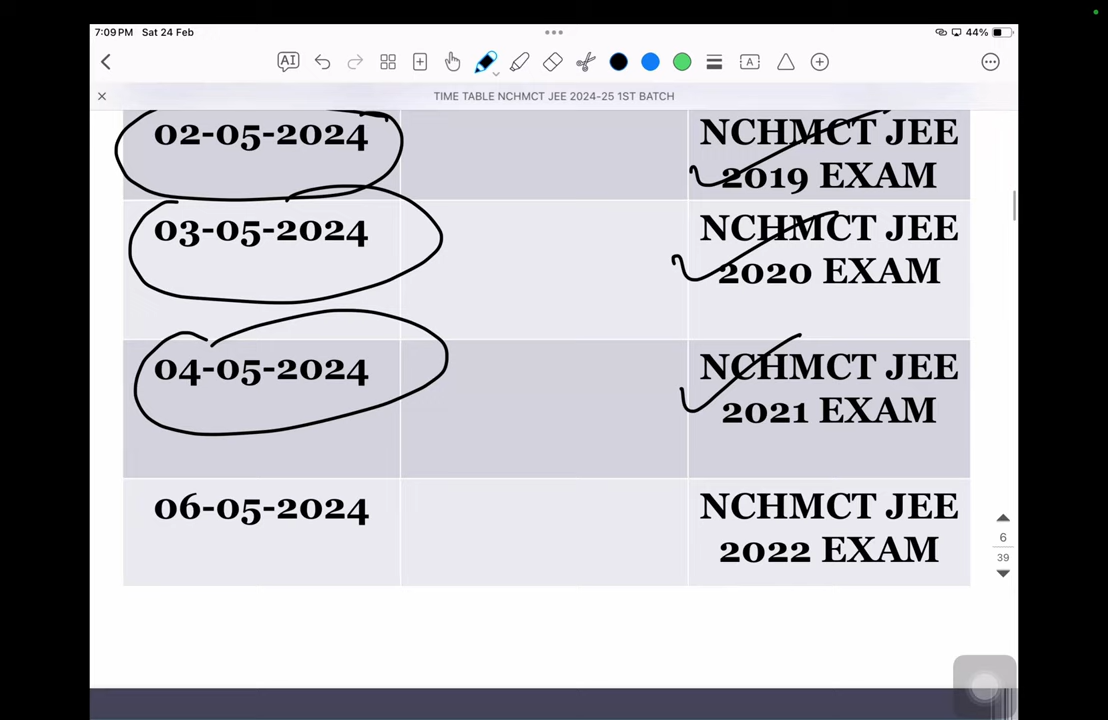 7:09 PM Sat 24 Feb
44%
AI
A
TIME TABLE NCHMCT JEE 2024-25 1ST BATCH
02-05-2024
NCHMCT JEE
2019 EXAM
03-05-2024
NCHMCT JEE
2020 EXAM
04-05-2024
NCHMCT JEE
2021 EXAM
06-05-2024
NCHMCT JEE
2022 EXAM
6
39